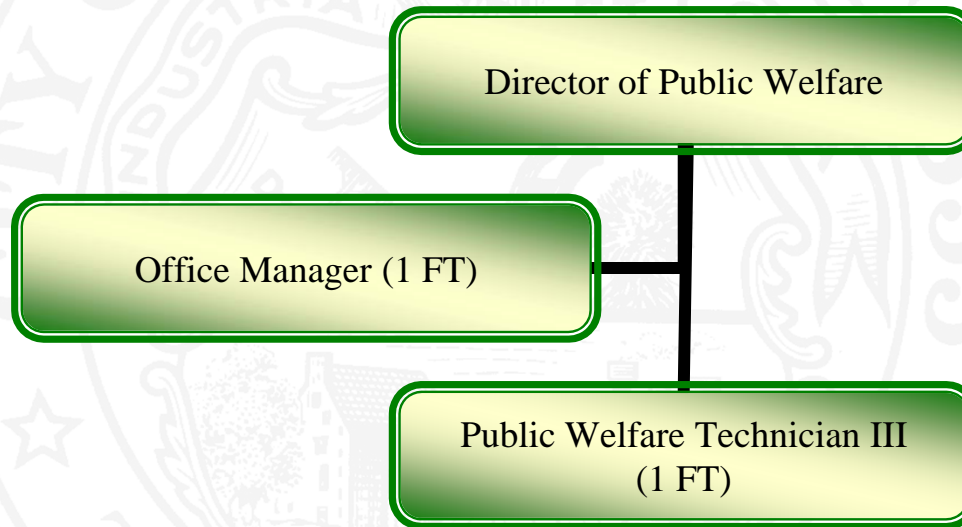 Director of Public Welfare
Office Manager (1 FT)
Public Welfare Technician III
(1 FT)